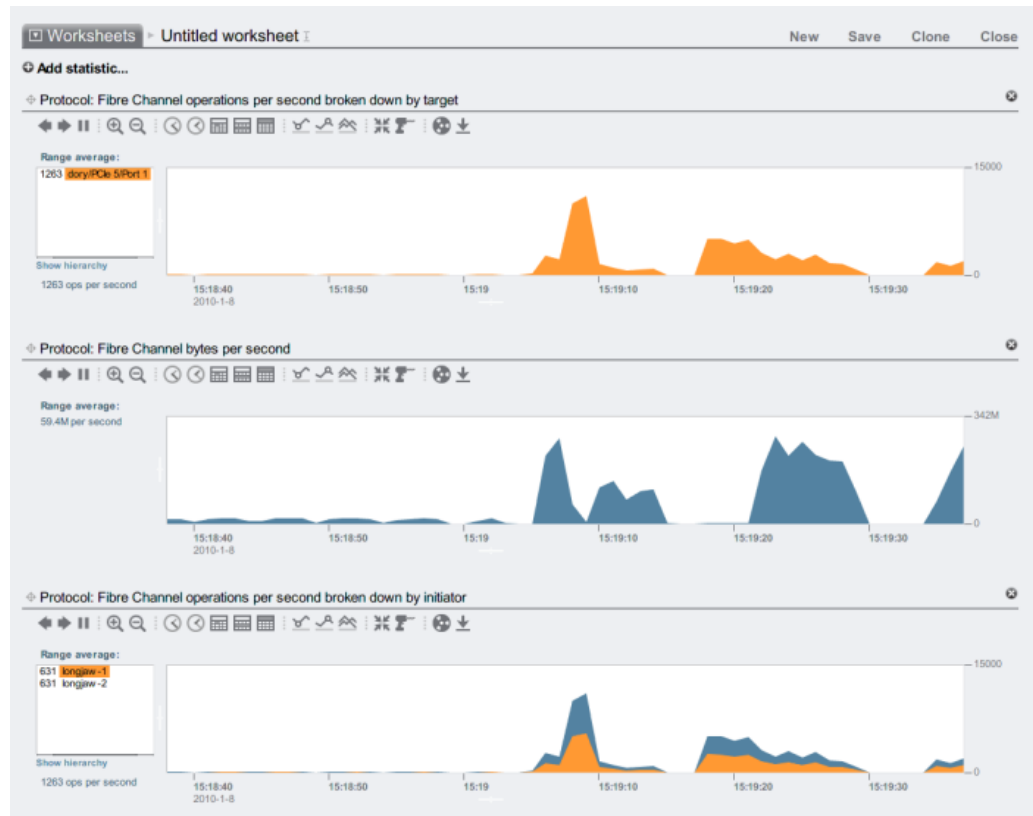 Worksheets Untitled worksheet New Save Clone Close
Add statistic...
Protocol: Fibre Channel operations per second broken down by target
Range average:
1263 dory/PCIe 5/Port 1
15000
Show hierarchy
1263 ops per second
0
15:18:40 15:18:50 15:19 15:19:10 15:19:20 15:19:30
2010-1-8
Protocol: Fibre Channel bytes per second
Range average:
59.4M per second
342M
0
15:18:40 15:18:50 15:19 15:19:10 15:19:20 15:19:30
2010-1-8
Protocol: Fibre Channel operations per second broken down by initiator
Range average:
631 longjaw-1
631 longjaw-2
15000
Show hierarchy
1263 ops per second
0
15:18:40 15:18:50 15:19 15:19:10 15:19:20 15:19:30
2010-1-8